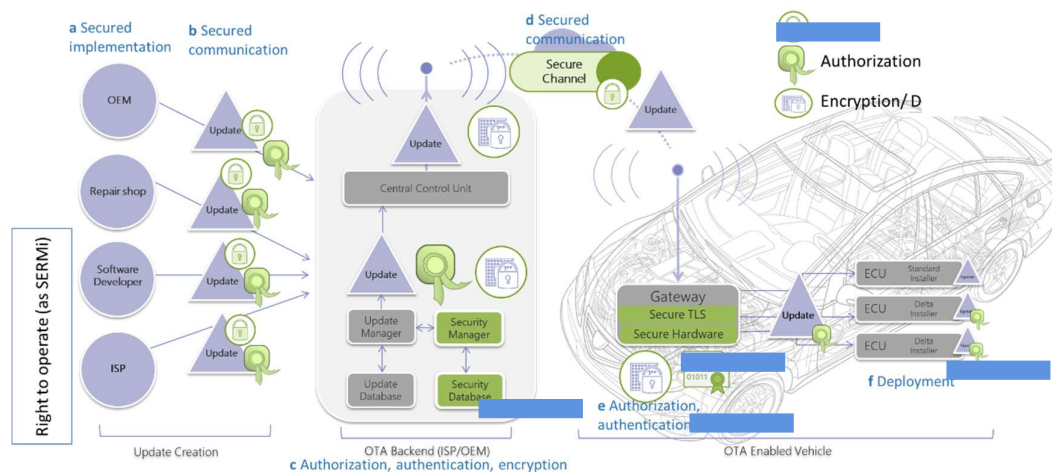 a Secured
implementation
b Secured
communication
d Secured
communication
Secure
Channel
Authorization
Encryption/ D
OEM
Update
Update
Update
Central Control Unit
Repair shop
Update
Right to operate (as SERMi)
Software
Developer
Update
Update
Update
Manager
Security
Manager
ISP
Update
Update
Database
Security
Database
Gateway
Secure TLS
Secure Hardware
Update
ECU
Standard
Installer
ECU
Delta
Installer
ECU
Delta
Installer
01011
f Deployment
e Authorization,
authentication
Update Creation
OTA Backend (ISP/OEM)
OTA Enabled Vehicle
c Authorization, authentication, encryption